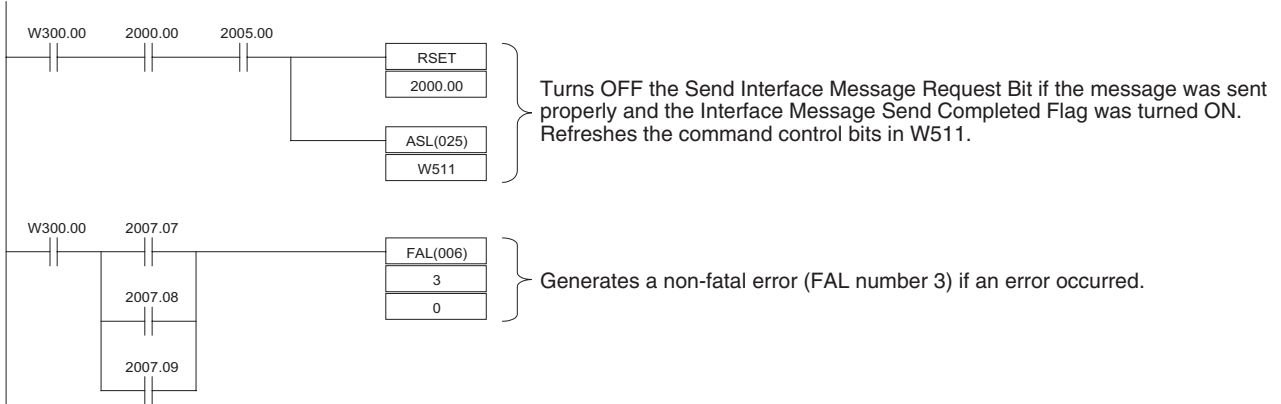 W300.00 2000.00 2005.00
RSET
2000.00
ASL(025)
W511
Turns OFF the Send Interface Message Request Bit if the message was sent
properly and the Interface Message Send Completed Flag was turned ON.
Refreshes the command control bits in W511.
W300.00 2007.07
FAL(006)
3
0
Generates a non-fatal error (FAL number 3) if an error occurred.
2007.08
2007.09